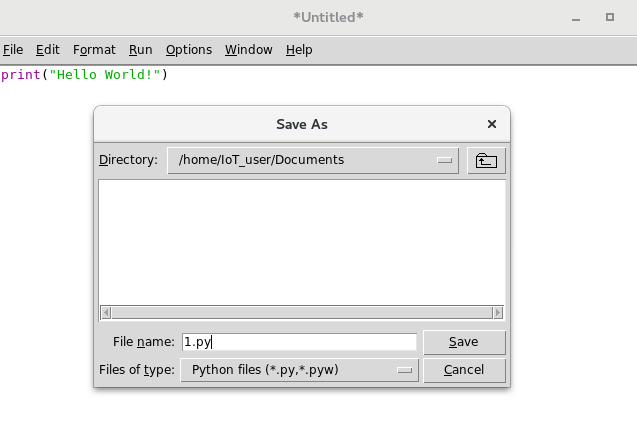 *Untitled*
File Edit Format Run Options Window Help
print("Hello World!")
Save As
Directory: /home/IoT_user/Documents
File name: 1.py Save
Files of type: Python files (*.py,*.pyw) Cancel